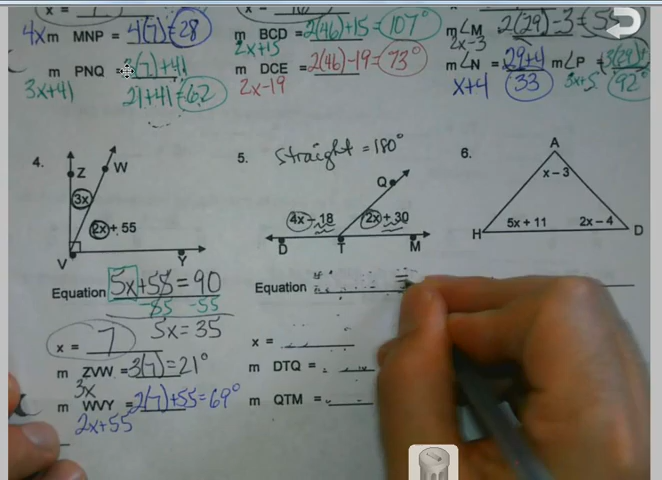 4x m MNP = 4(7) = 28
m BCD = 2(46)+15 = 107°
2x+15
m∠M 2(29)-3 = 55
2x-3
m PNQ = 3(7)+41
3x+41 21+41 = 62
m DCE = 2(46)-19 = 73°
2x-19
m∠N 29+4
x+4 33
m∠P
3x+5 92°
4.
Z
W
3x
2x + 55
V
Y
Equation 5x+55 = 90
-55 -55
5x = 35
x = 7
m ZVW = 3(7) = 21°
3x
m WVY = 2(7)+55 = 69°
2x+55
5. Straight = 180°
Q
4x - 18
2x + 30
D
T
M
Equation =
x =
m DTQ =
m QTM =
6.
A
x - 3
5x + 11
2x - 4
H
D